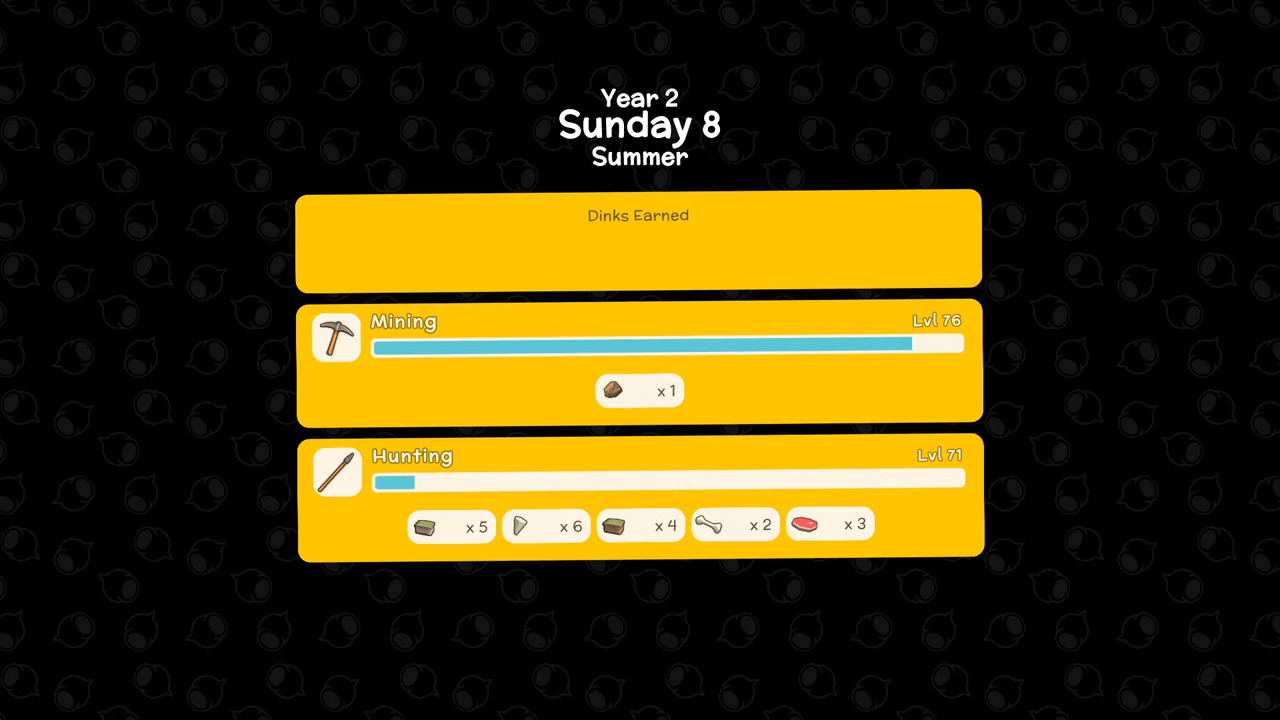 Year 2
Sunday 8
Summer
Dinks Earned
Mining
Lvl 76
x 1
Hunting
Lvl 71
x 5 x 6 x 4 x 2 x 3